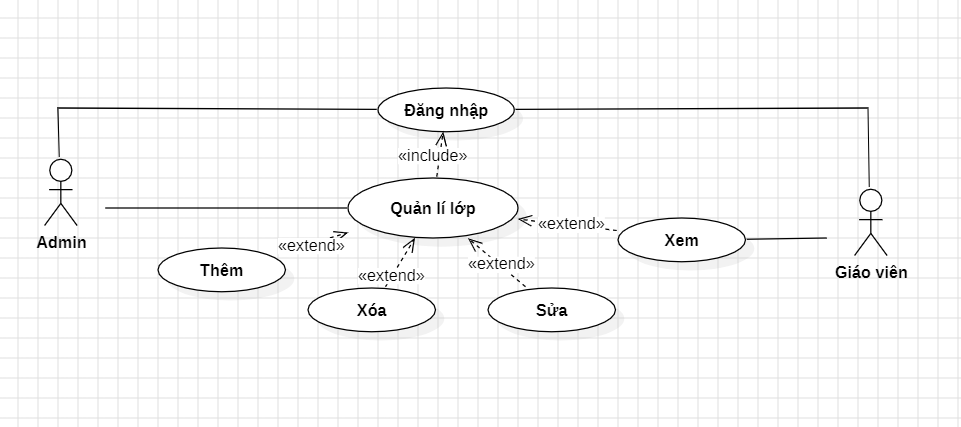 Đăng nhập
«include»
Quản lí lớp
Admin
«extend»
«extend»
Xem
Giáo viên
Thêm
«extend»
«extend»
Xóa
Sửa